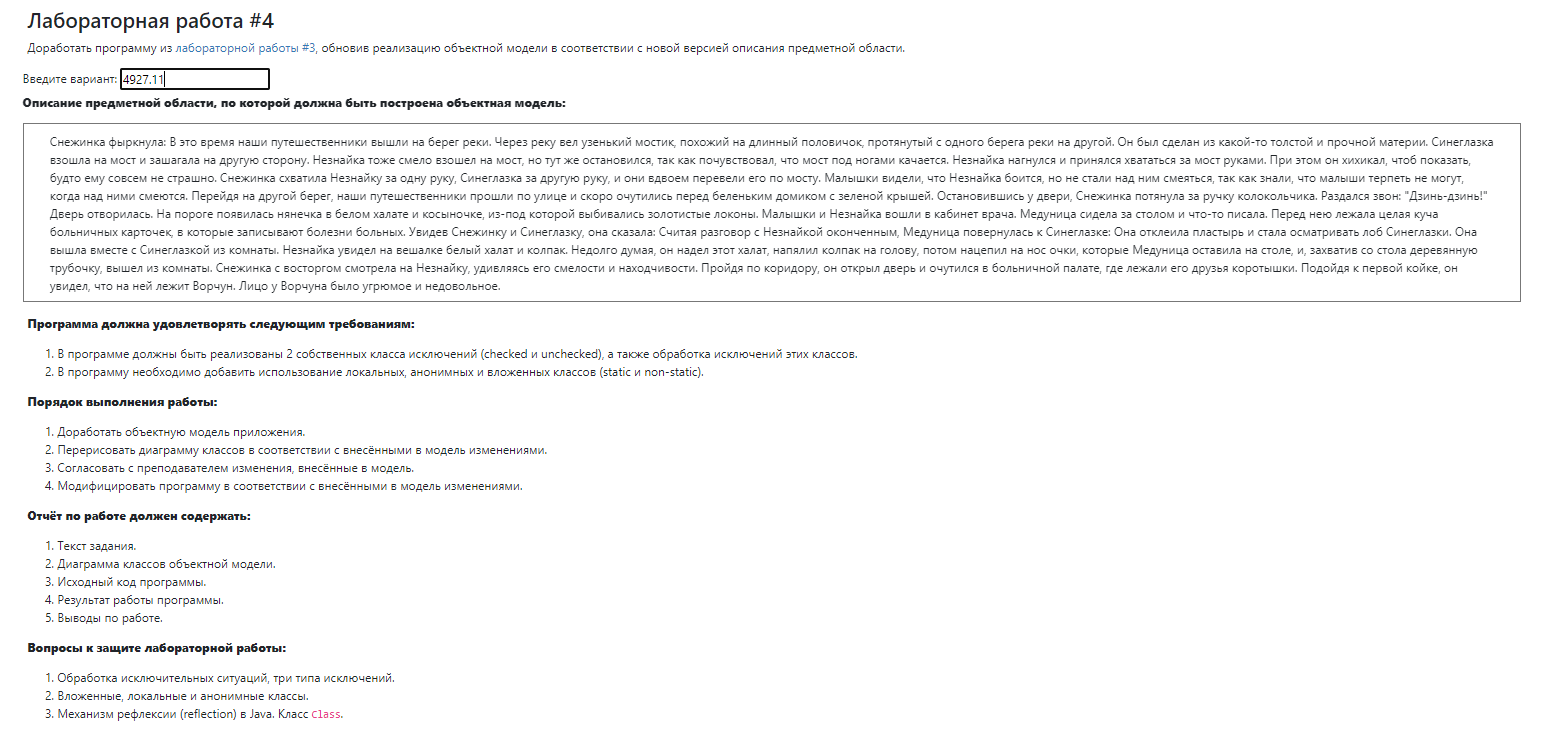 Лабораторная работа #4
Доработать программу из лабораторной работы #3, обновив реализацию объектной модели в соответствии с новой версией описания предметной области.
Введите вариант: 4927.11
Описание предметной области, по которой должна быть построена объектная модель:
Снежинка фыркнула: В это время наши путешественники вышли на берег реки. Через реку вел узенький мостик, похожий на длинный половичок, протянутый с одного берега реки на другой. Он был сделан из какой-то толстой и прочной материи. Синеглазка
взошла на мост и зашагала на другую сторону. Незнайка тоже смело взошел на мост, но тут же остановился, так как почувствовал, что мост под ногами качается. Незнайка нагнулся и принялся хвататься за мост руками. При этом он хихикал, чтоб показать,
будто ему совсем не страшно. Снежинка схватила Незнайку за одну руку, Синеглазка за другую руку, и они вдвоем перевели его по мосту. Малышки видели, что Незнайка боится, но не стали над ним смеяться, так как знали, что малыши терпеть не могут,
когда над ними смеются. Перейдя на другой берег, наши путешественники прошли по улице и скоро очутились перед беленьким домиком с зеленой крышей. Остановившись у двери, Снежинка потянула за ручку колокольчика. Раздался звон: "Дзинь-дзинь!"
Дверь отворилась. На пороге появилась нянечка в белом халате и косыночке, из-под которой выбивались золотистые локоны. Малышки и Незнайка вошли в кабинет врача. Медуница сидела за столом и что-то писала. Перед нею лежала целая куча
больничных карточек, в которые записывают болезни больных. Увидев Снежинку и Синеглазку, она сказала: Считая разговор с Незнайкой оконченным, Медуница повернулась к Синеглазке: Она отклеила пластырь и стала осматривать лоб Синеглазки. Она
вышла вместе с Синеглазкой из комнаты. Незнайка увидел на вешалке белый халат и колпак. Недолго думая, он надел этот халат, напялил колпак на голову, потом нацепил на нос очки, которые Медуница оставила на столе, и, захватив со стола деревянную
трубочку, вышел из комнаты. Снежинка с восторгом смотрела на Незнайку, удивляясь его смелости и находчивости. Пройдя по коридору, он открыл дверь и очутился в больничной палате, где лежали его друзья коротышки. Подойдя к первой койке, он
увидел, что на ней лежит Ворчун. Лицо у Ворчуна было угрюмое и недовольное.
Программа должна удовлетворять следующим требованиям:
1. В программе должны быть реализованы 2 собственных класса исключений (checked и unchecked), а также обработка исключений этих классов.
2. В программу необходимо добавить использование локальных, анонимных и вложенных классов (static и non-static).
Порядок выполнения работы:
1. Доработать объектную модель приложения.
2. Перерисовать диаграмму классов в соответствии с внесёнными в модель изменениями.
3. Согласовать с преподавателем изменения, внесённые в модель.
4. Модифицировать программу в соответствии с внесёнными в модель изменениями.
Отчёт по работе должен содержать:
1. Текст задания.
2. Диаграмма классов объектной модели.
3. Исходный код программы.
4. Результат работы программы.
5. Выводы по работе.
Вопросы к защите лабораторной работы:
1. Обработка исключительных ситуаций, три типа исключений.
2. Вложенные, локальные и анонимные классы.
3. Механизм рефлексии (reflection) в Java. Класс Class.